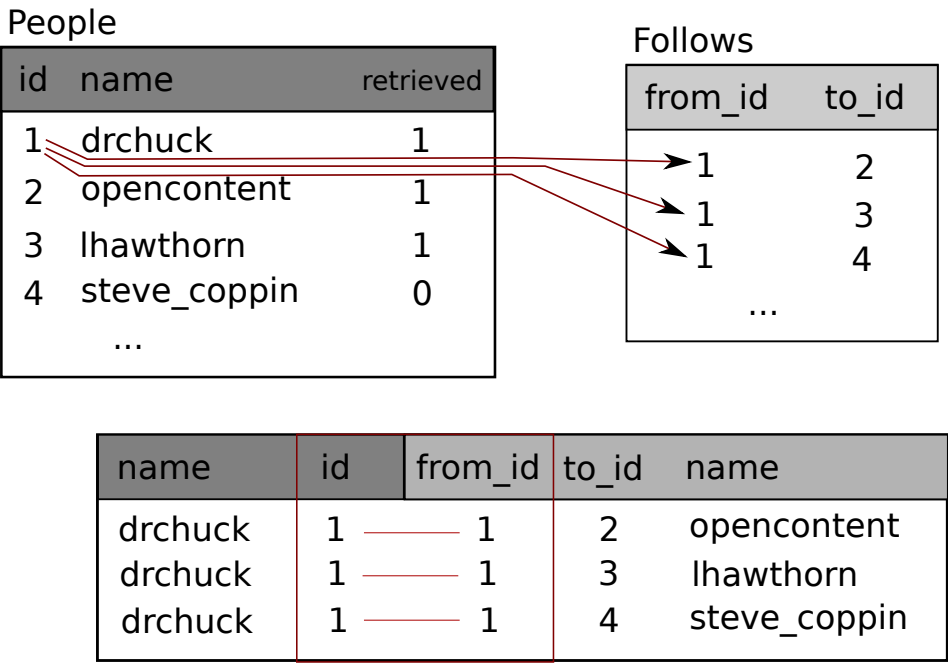 People
id name retrieved
1 drchuck 1
2 opencontent 1
3 lhawthorn 1
4 steve_coppin 0
...
Follows
from_id to_id
1 2
1 3
1 4
...
name id from_id to_id name
drchuck 1 1 2 opencontent
drchuck 1 1 3 lhawthorn
drchuck 1 1 4 steve_coppin